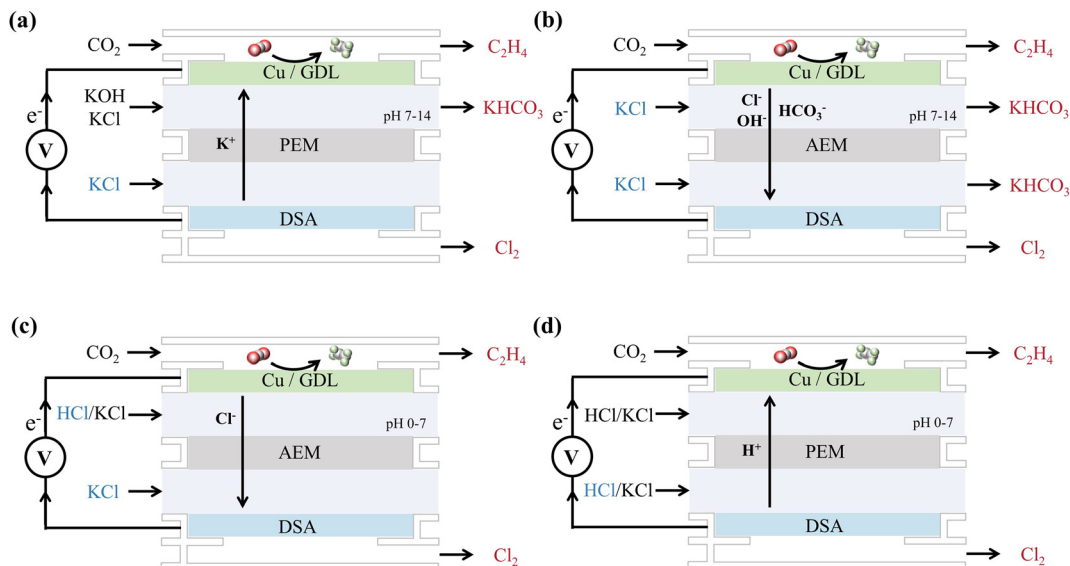 (a)
CO₂
C₂H₄
Cu / GDL
KOH
KCl
e⁻
pH 7-14
KHCO₃
V
K⁺
PEM
KCl
DSA
Cl₂
(b)
CO₂
C₂H₄
Cu / GDL
KCl
e⁻
Cl⁻
OH⁻
HCO₃⁻
pH 7-14
KHCO₃
V
AEM
KCl
KHCO₃
DSA
Cl₂
(c)
CO₂
C₂H₄
Cu / GDL
HCl/KCl
e⁻
Cl⁻
pH 0-7
V
AEM
KCl
DSA
Cl₂
(d)
CO₂
C₂H₄
Cu / GDL
HCl/KCl
e⁻
pH 0-7
V
H⁺
PEM
HCl/KCl
DSA
Cl₂